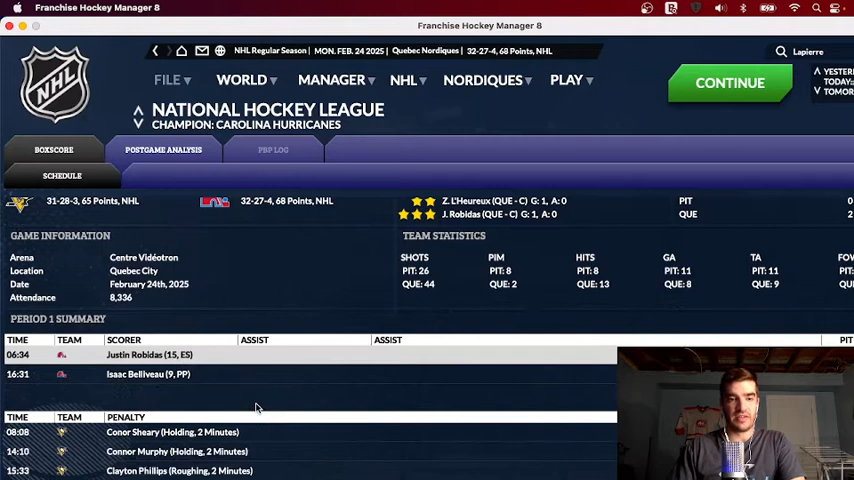 Franchise Hockey Manager 8
Franchise Hockey Manager 8
NHL Regular Season | MON. FEB. 24 2025 | Quebec Nordiques | 32-27-4, 68 Points, NHL
Lapierre
FILE WORLD MANAGER NHL NORDIQUES PLAY
CONTINUE
YESTER
TODAY:
TOMOR
NHL
NATIONAL HOCKEY LEAGUE
CHAMPION: CAROLINA HURRICANES
BOXSCORE POSTGAME ANALYSIS PBP LOG
SCHEDULE
31-28-3, 65 Points, NHL 32-27-4, 68 Points, NHL
Z. L'Heureux (QUE - C) G: 1, A: 0 PIT 0
J. Robidas (QUE - C) G: 1, A: 0 QUE 2
GAME INFORMATION TEAM STATISTICS
Arena Centre Vidéotron
Location Quebec City
Date February 24th, 2025
Attendance 8,336
SHOTS PIM HITS GA TA FOW
PIT: 26 PIT: 8 PIT: 8 PIT: 11 PIT: 11 PIT:
QUE: 44 QUE: 2 QUE: 13 QUE: 8 QUE: 9 QUE:
PERIOD 1 SUMMARY
TIME TEAM SCORER ASSIST ASSIST PIT
06:34 Justin Robidas (15, ES)
16:31 Isaac Belliveau (9, PP)
TIME TEAM PENALTY
08:08 Conor Sheary (Holding, 2 Minutes)
14:10 Connor Murphy (Holding, 2 Minutes)
15:33 Clayton Phillips (Roughing, 2 Minutes)